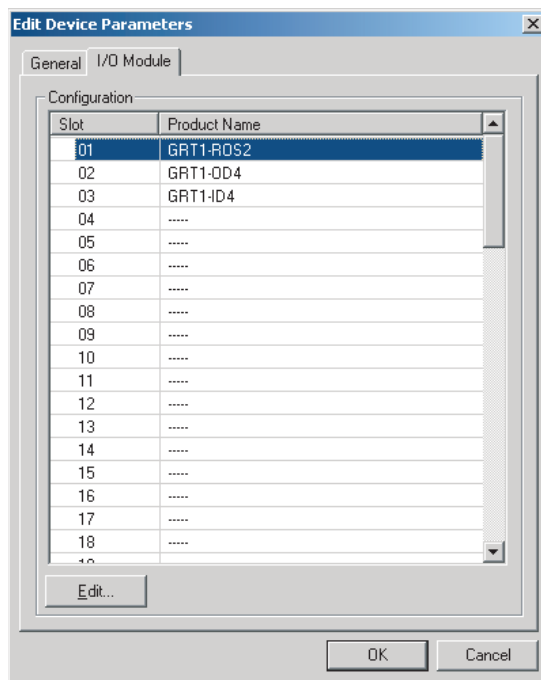 Edit Device Parameters
General I/O Module
Configuration
Slot Product Name
01 GRT1-ROS2
02 GRT1-OD4
03 GRT1-ID4
04 -----
05 -----
06 -----
07 -----
08 -----
09 -----
10 -----
11 -----
12 -----
13 -----
14 -----
15 -----
16 -----
17 -----
18 -----
Edit...
OK Cancel